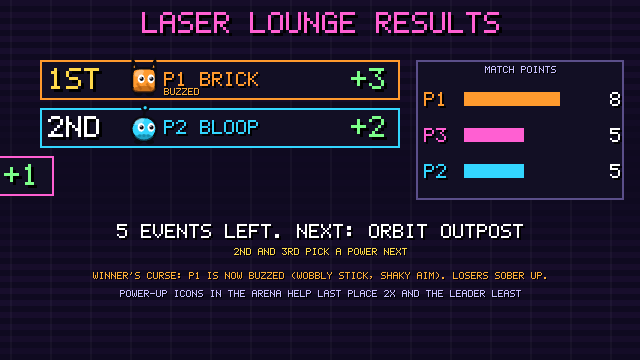 LASER LOUNGE RESULTS
1ST P1 BRICK +3
BUZZED
2ND P2 BLOOP +2
+1
MATCH POINTS
P1 8
P3 5
P2 5
5 EVENTS LEFT. NEXT: ORBIT OUTPOST
2ND AND 3RD PICK A POWER NEXT
WINNER'S CURSE: P1 IS NOW BUZZED (WOBBLY STICK, SHAKY AIM). LOSERS SOBER UP.
POWER-UP ICONS IN THE ARENA HELP LAST PLACE 2X AND THE LEADER LEAST